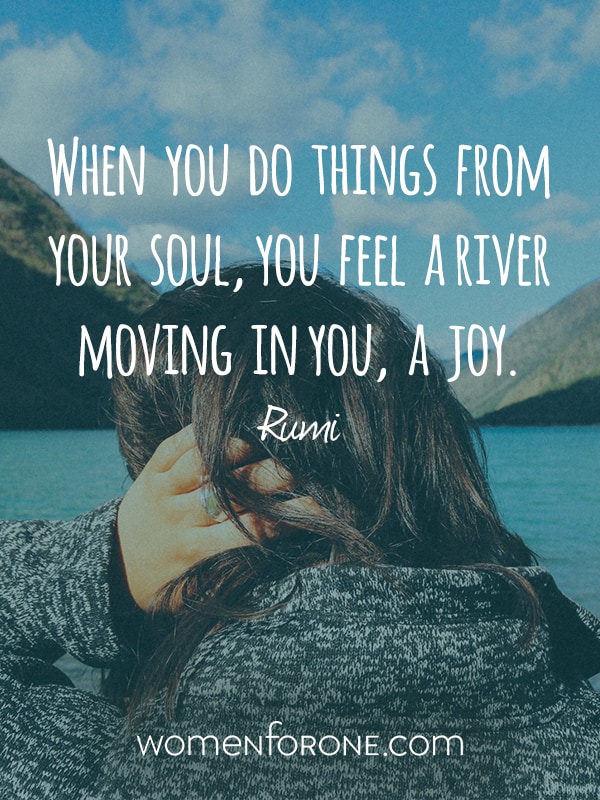 When you do things from
your soul, you feel a river
moving in you, a joy.
Rumi
womenforone.com